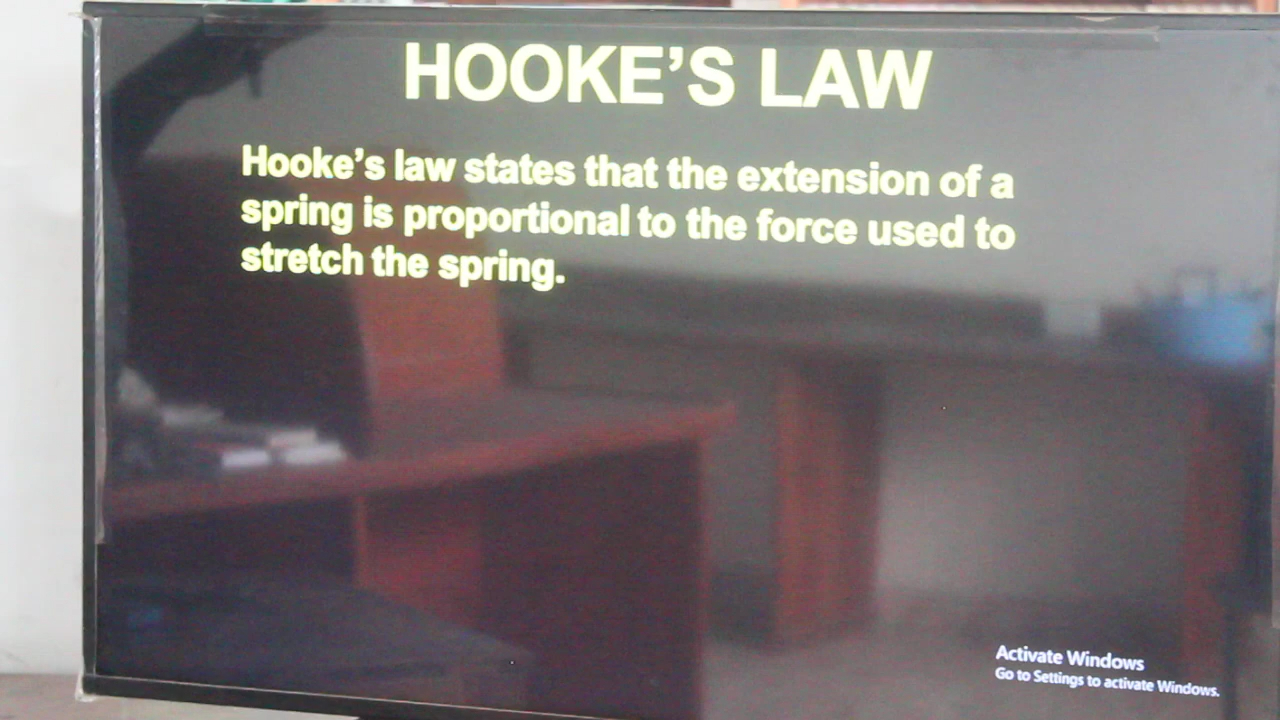 HOOKE’S LAW
Hooke’s law states that the extension of a
spring is proportional to the force used to
stretch the spring.
Activate Windows
Go to Settings to activate Windows.